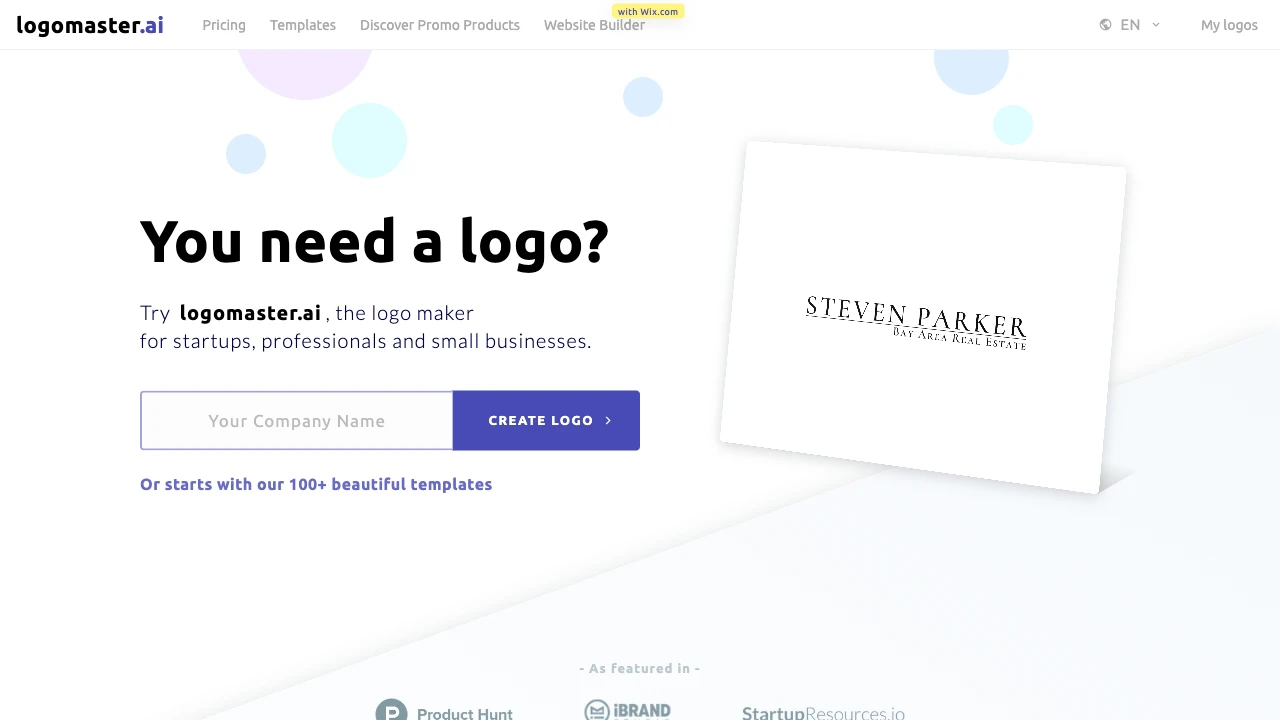 with Wix.com
logomaster.ai
Pricing
Templates
Discover Promo Products
Website Builder
EN
My logos
You need a logo?
Try logomaster.ai, the logo maker
for startups, professionals and small businesses.
Your Company Name
CREATE LOGO
Or starts with our 100+ beautiful templates
STEVEN PARKER
BAY AREA REAL ESTATE
- As featured in -
Product Hunt
iBRAND
StartupResources.io